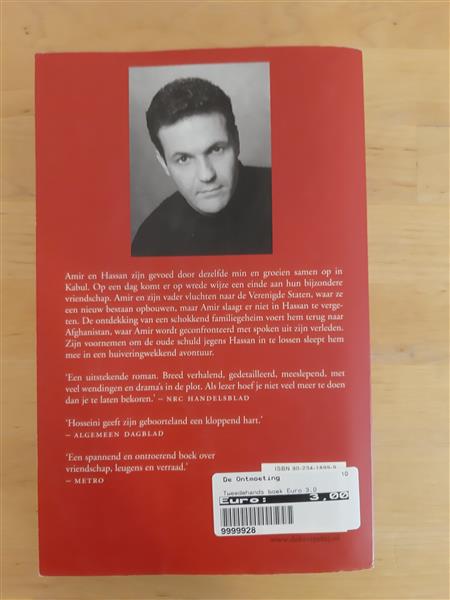 Amir en Hassan zijn gevoed door dezelfde min en groeien samen op in
Kabul. Op een dag komt er op wrede wijze een einde aan hun bijzondere
vriendschap. Amir en zijn vader vluchten naar de Verenigde Staten, waar ze
een nieuw bestaan opbouwen, maar Amir slaagt er niet in Hassan te verge-
ten. De ontdekking van een schokkend familiegeheim voert hem terug naar
Afghanistan, waar Amir wordt geconfronteerd met spoken uit zijn verleden.
Zijn voornemen om de oude schuld jegens Hassan in te lossen sleept hem
mee in een huiveringwekkend avontuur.
'Een uitstekende roman. Breed verhalend, gedetailleerd, meeslepend, met
veel wendingen en drama's in de plot. Als lezer hoef je niet veel meer te doen
dan je te laten bekoren.' – NRC HANDELSBLAD
'Hosseini geeft zijn geboorteland een kloppend hart.'
– ALGEMEEN DAGBLAD
'Een spannend en ontroerend boek over
vriendschap, leugens en verraad.'
– METRO
De Ontmoeting 10
Tweedehands boek Euro 3,0
Euro: 3,00
9999928